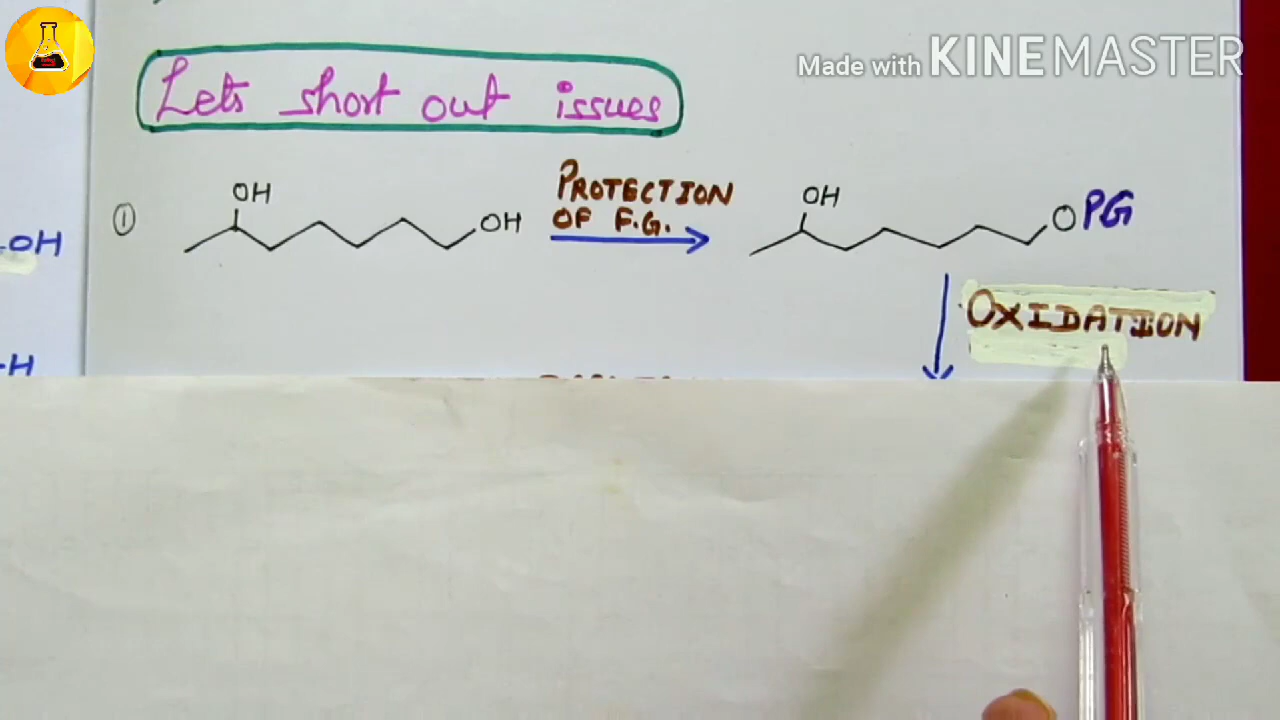 Made with KINEMASTER
Lets short out issues
① OH OH
PROTECTION
OF F.G.
OH OPG
OXIDATION
OH
-H